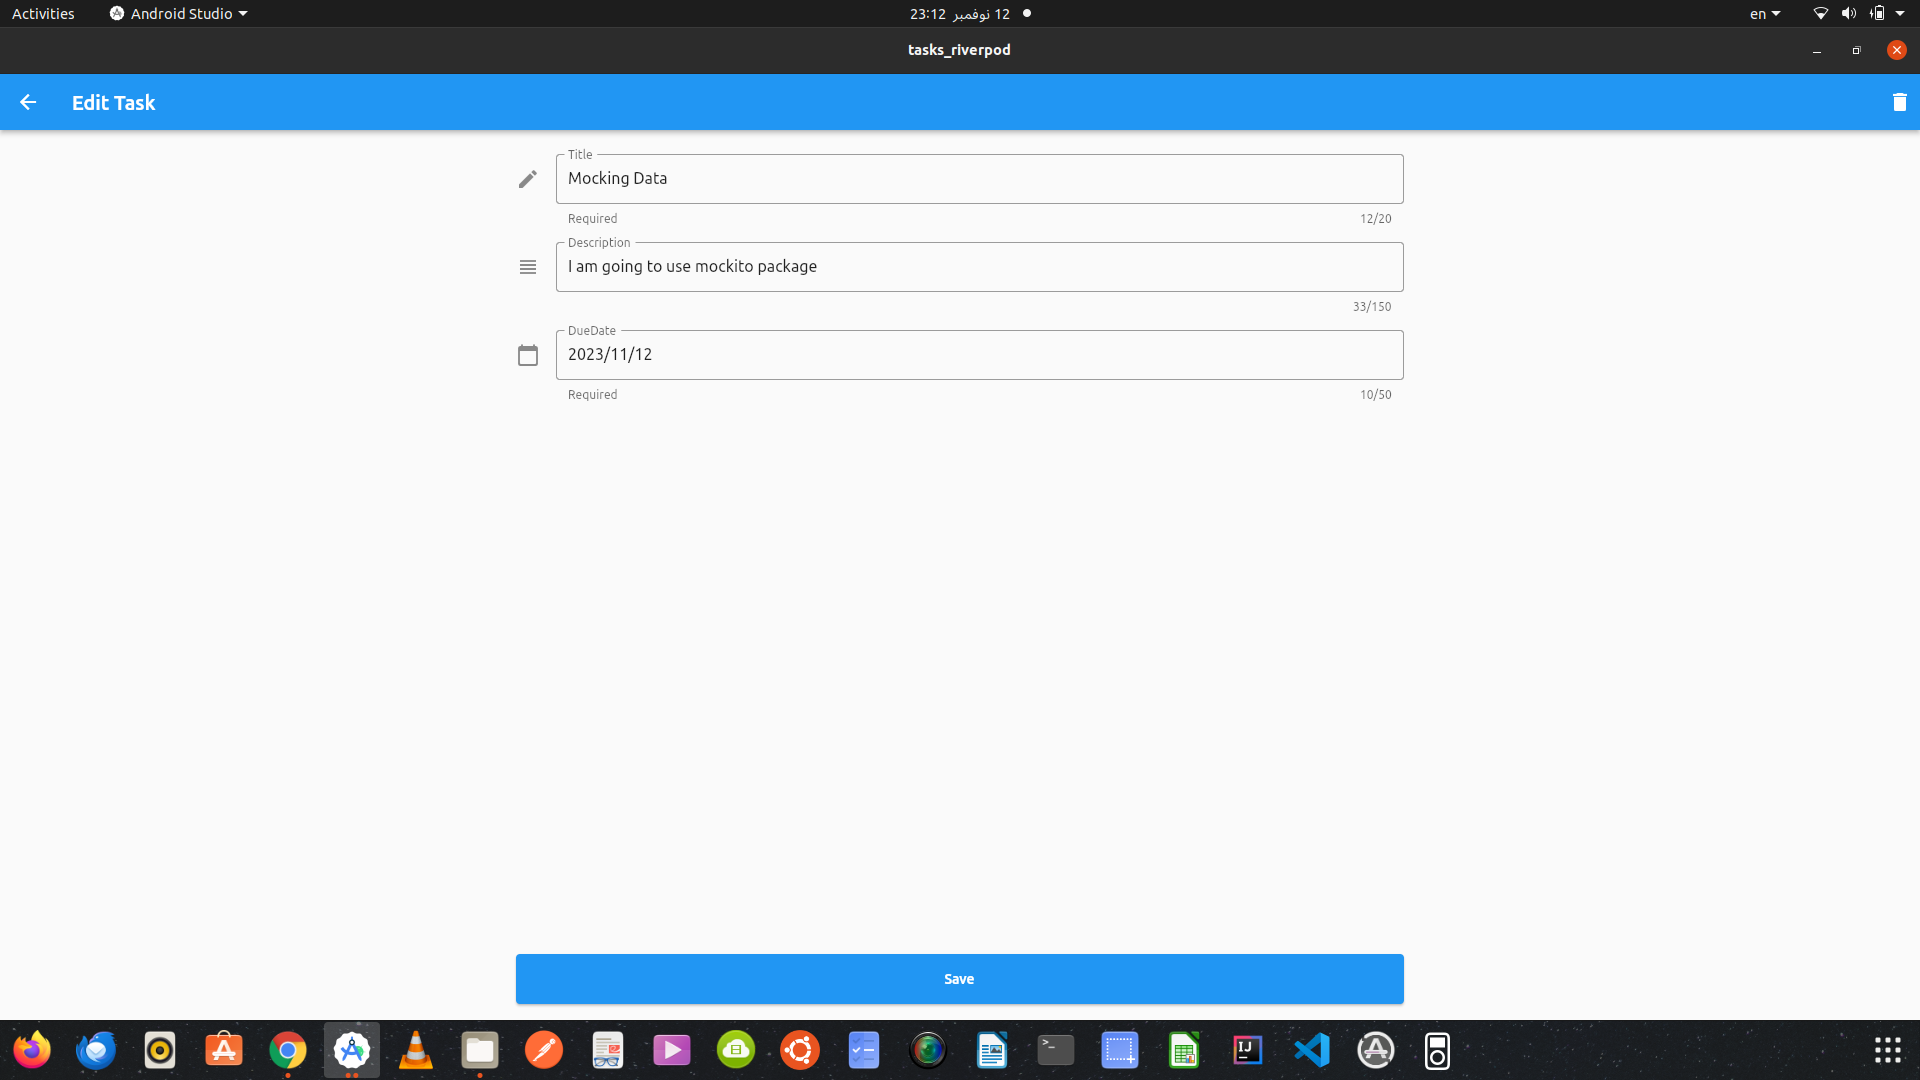 Activities
Android Studio
12 نوفمبر 23:12
en
tasks_riverpod
Edit Task
Title
Mocking Data
Required
12/20
Description
I am going to use mockito package
33/150
DueDate
2023/11/12
Required
10/50
Save
>_
IJ